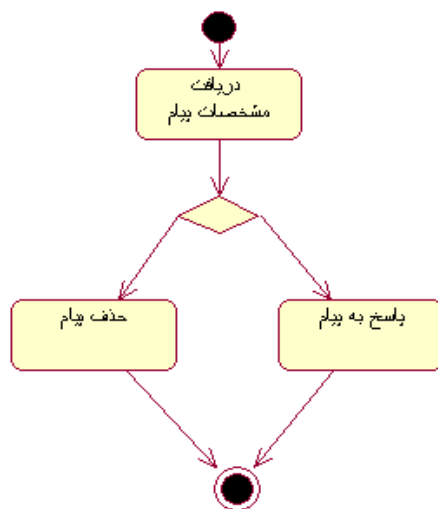 دریافت
مشخصات پیام
حذف پیام
پاسخ به پیام